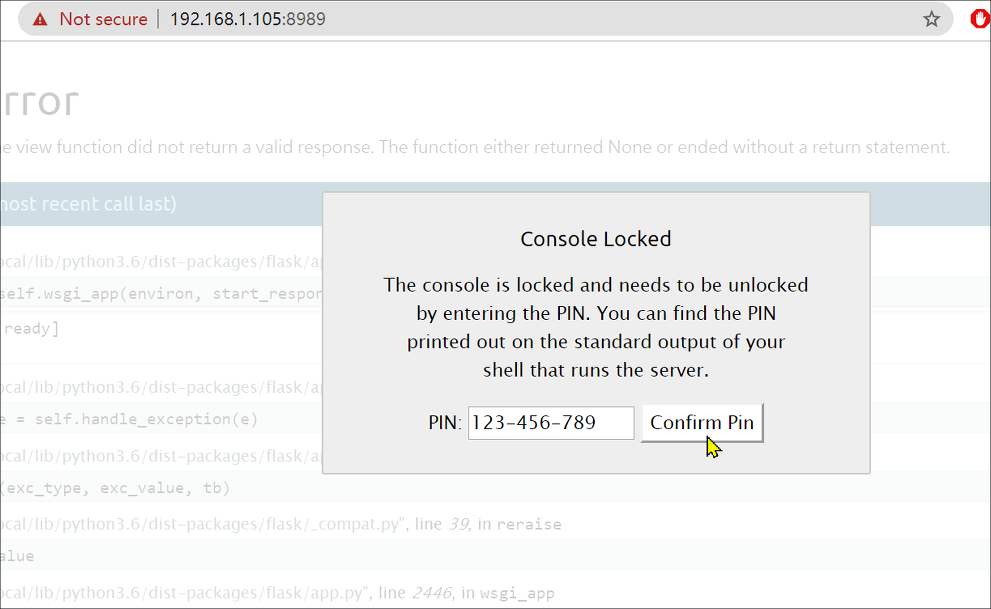 Not secure | 192.168.1.105:8989
rror
e view function did not return a valid response. The function either returned None or ended without a return statement.
most recent call last)
ocal/lib/python3.6/dist-packages/flask/ap
self.wsgi_app(environ, start_respon
ready]
ocal/lib/python3.6/dist-packages/flask/ap
e = self.handle_exception(e)
ocal/lib/python3.6/dist-packages/flask/ap
(exc_type, exc_value, tb)
ocal/lib/python3.6/dist-packages/flask/_compat.py", line 39, in reraise
alue
ocal/lib/python3.6/dist-packages/flask/app.py", line 2446, in wsgi_app
Console Locked
The console is locked and needs to be unlocked
by entering the PIN. You can find the PIN
printed out on the standard output of your
shell that runs the server.
PIN: 123-456-789 Confirm Pin